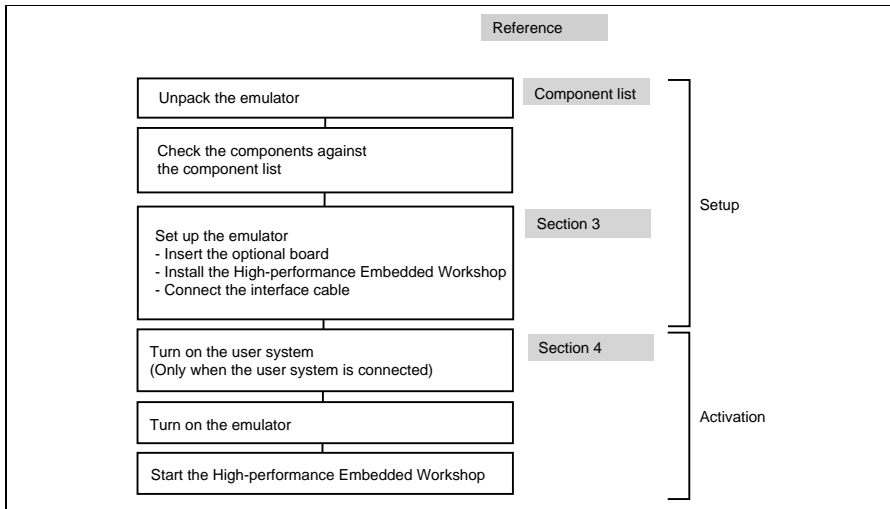 Reference
Unpack the emulator
Component list
Check the components against
the component list
Setup
Set up the emulator
- Insert the optional board
- Install the High-performance Embedded Workshop
- Connect the interface cable
Section 3
Turn on the user system
(Only when the user system is connected)
Section 4
Turn on the emulator
Activation
Start the High-performance Embedded Workshop